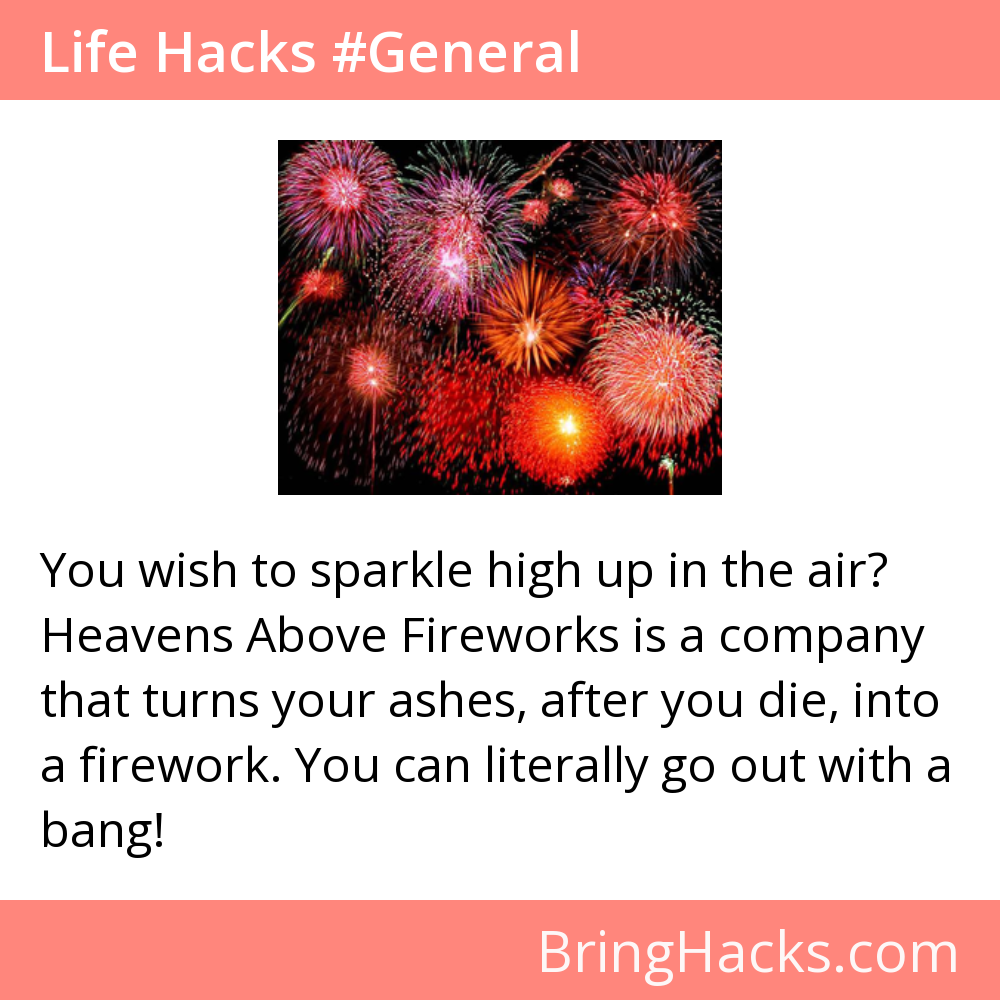 Life Hacks #General
You wish to sparkle high up in the air?
Heavens Above Fireworks is a company
that turns your ashes, after you die, into
a firework. You can literally go out with a
bang!
BringHacks.com